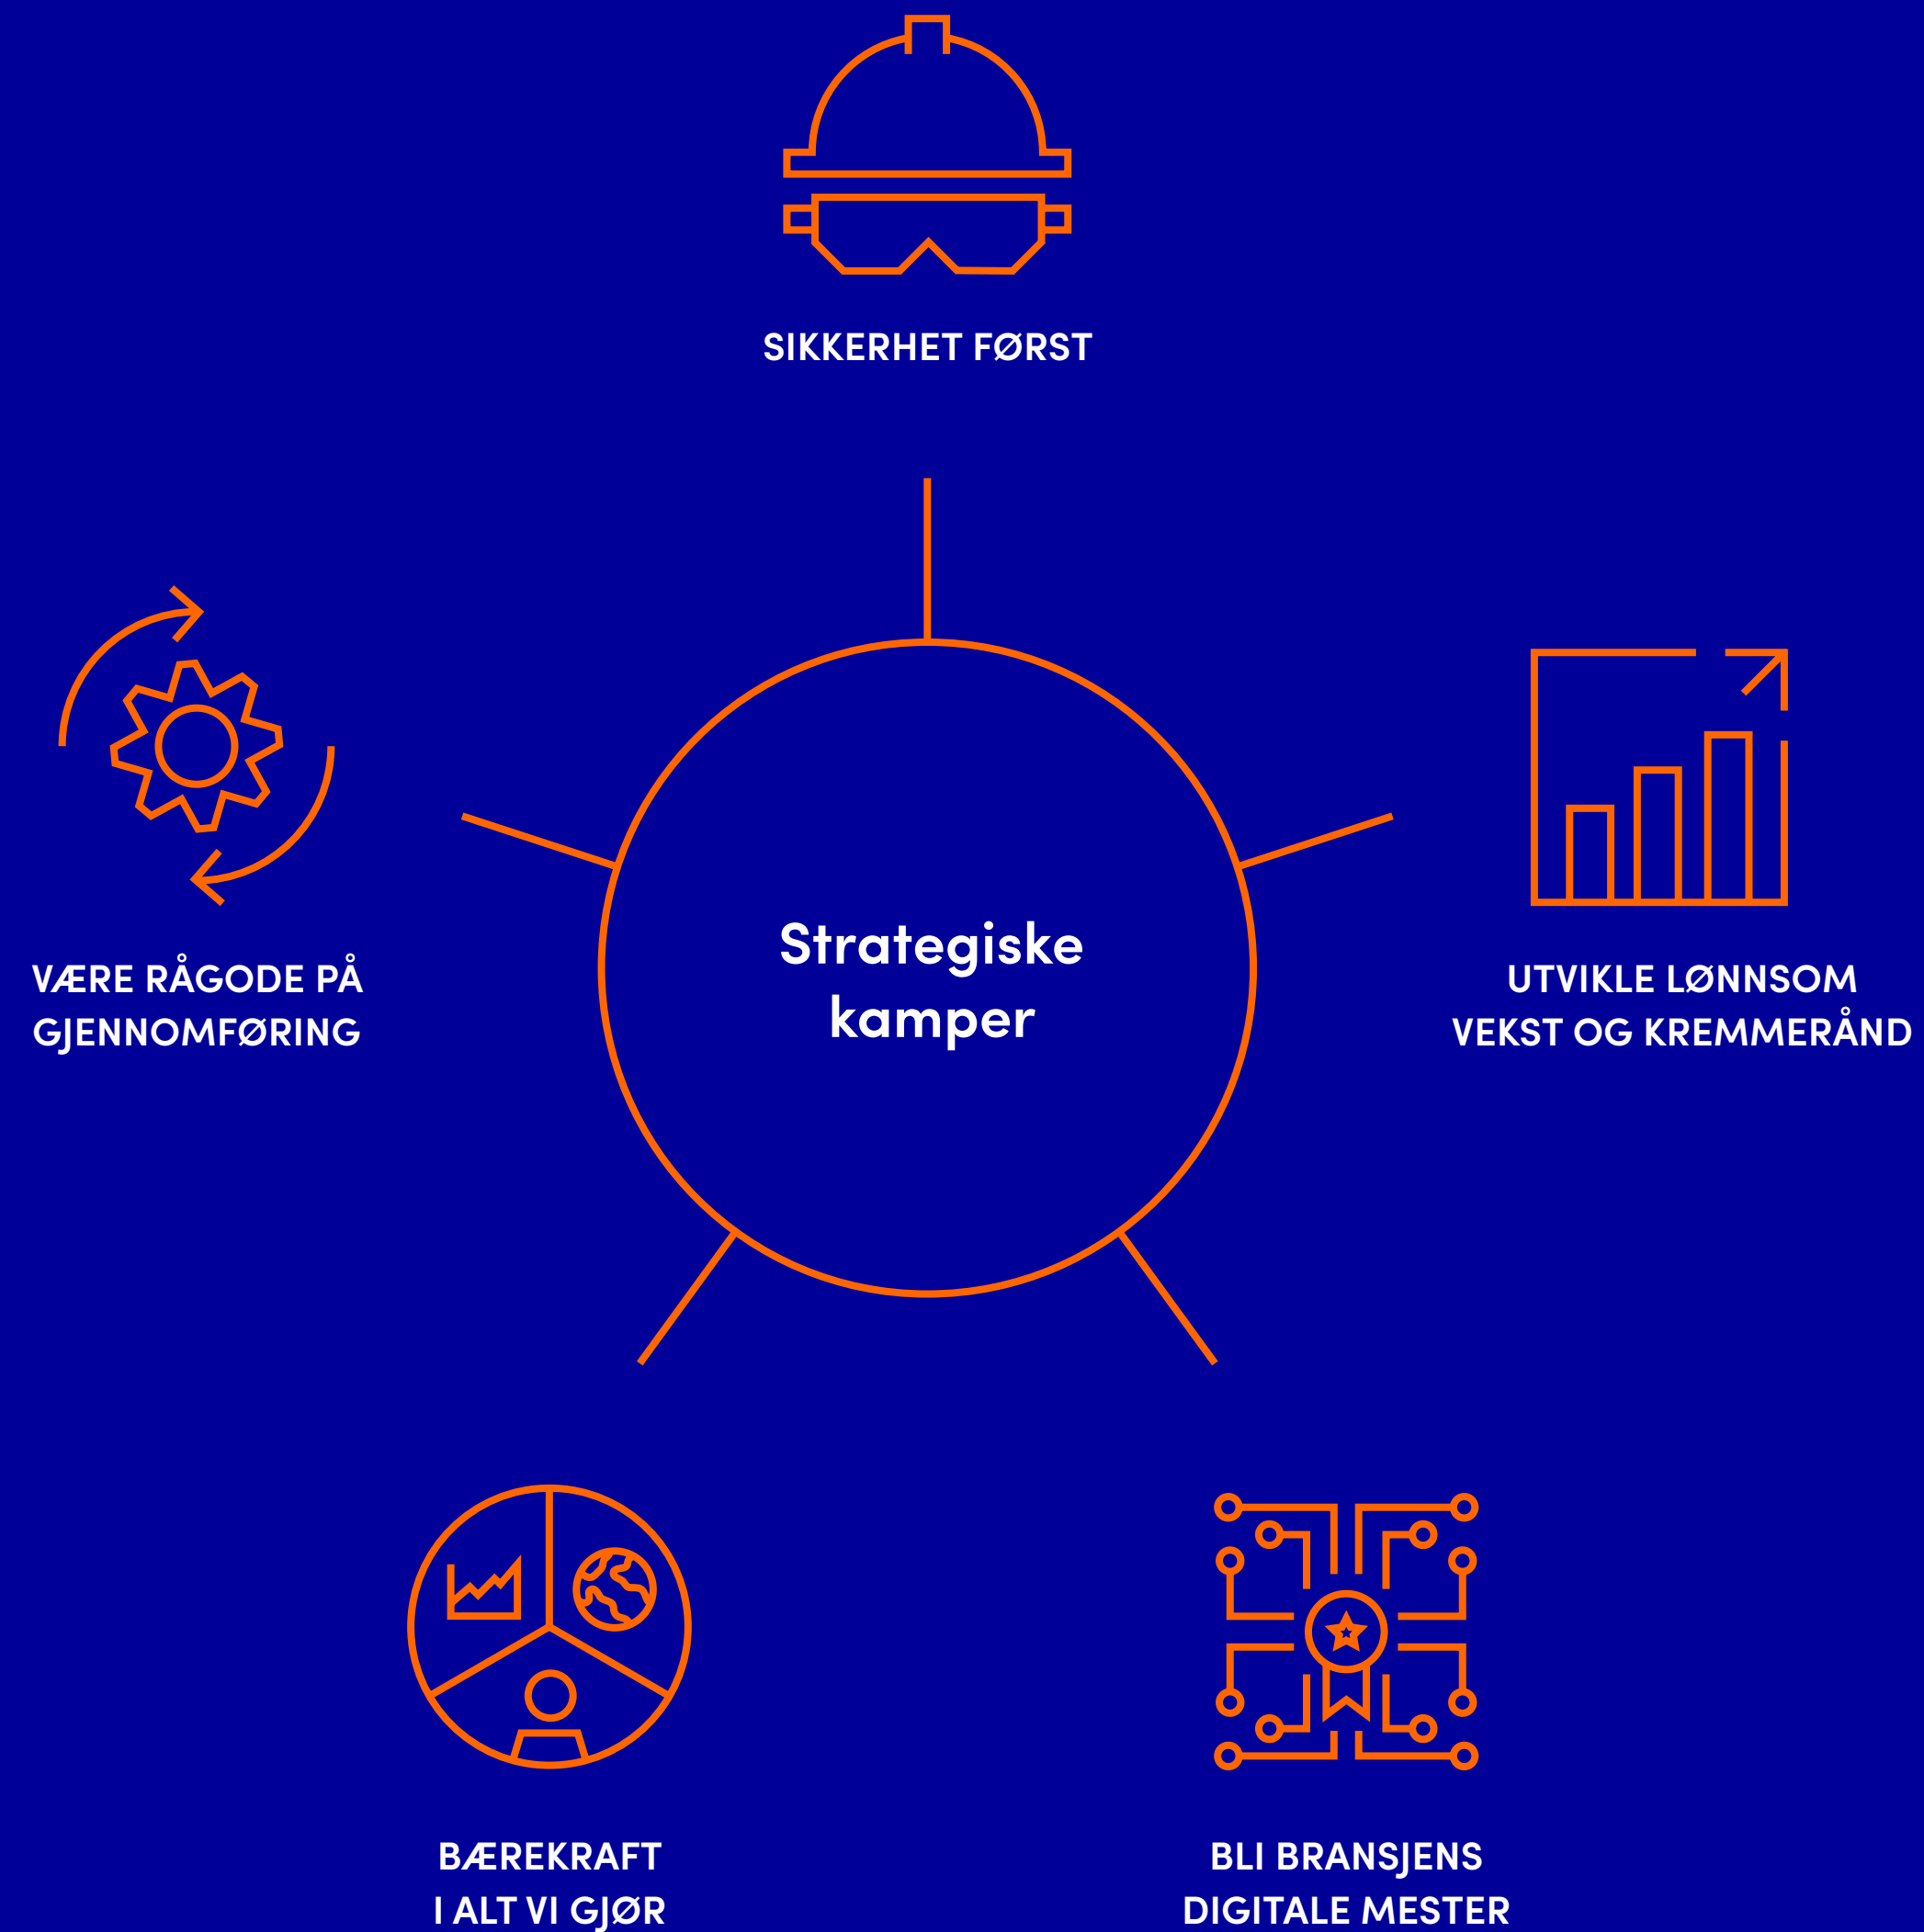 SIKKERHET FØRST
VÆRE RÅGODE PÅ
GJENNOMFØRING
Strategiske
kamper
UTVIKLE LØNNSOM
VEKST OG KREMMERÅND
BÆREKRAFT
I ALT VI GJØR
BLI BRANSJENS
DIGITALE MESTER